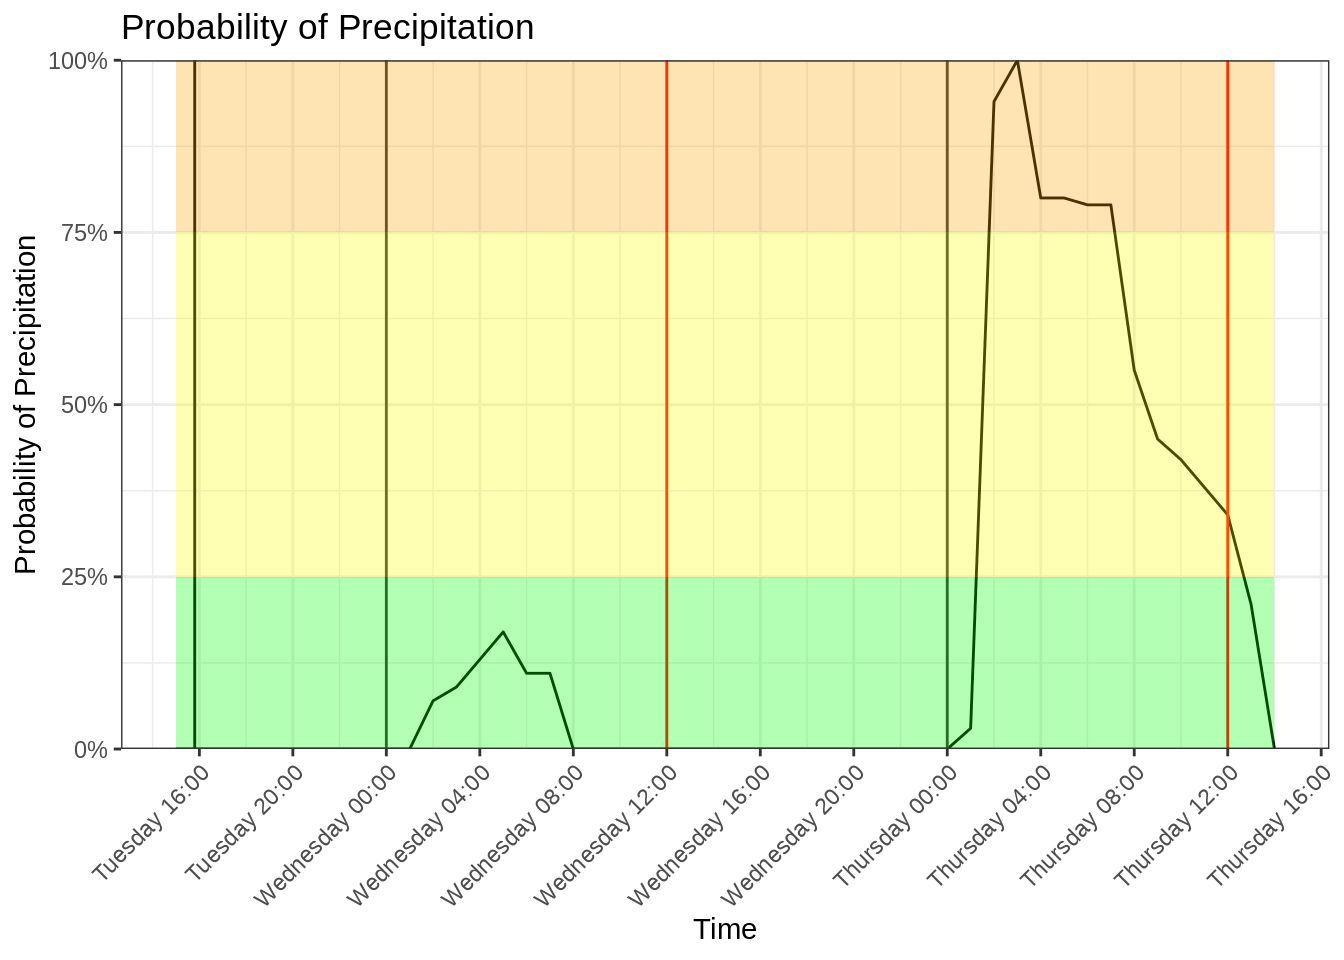 Probability of Precipitation
Probability of Precipitation
100%
75%
50%
25%
0%
Tuesday 16:00
Tuesday 20:00
Wednesday 00:00
Wednesday 04:00
Wednesday 08:00
Wednesday 12:00
Wednesday 16:00
Wednesday 20:00
Thursday 00:00
Thursday 04:00
Thursday 08:00
Thursday 12:00
Thursday 16:00
Time